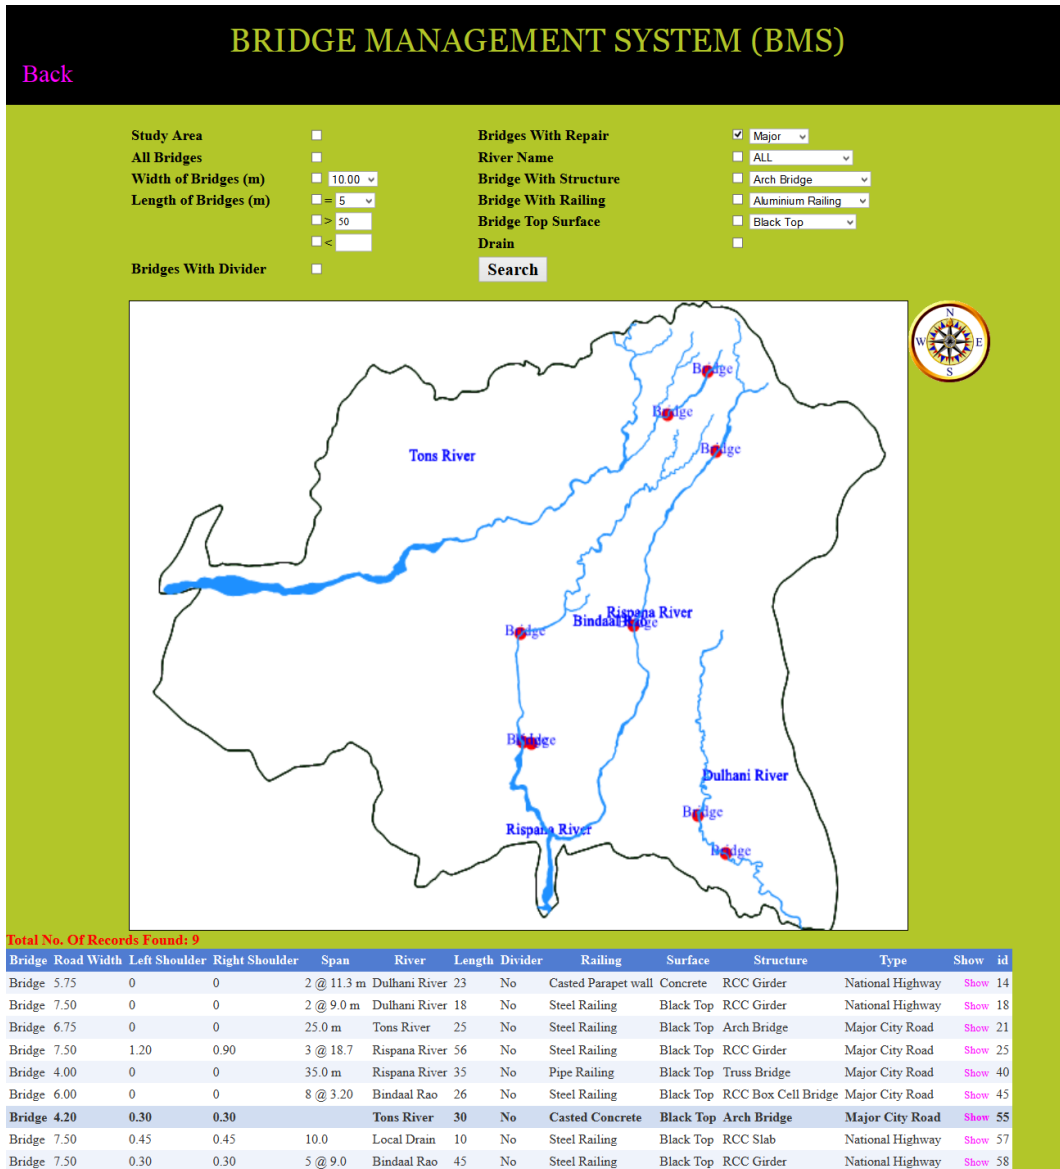 BRIDGE MANAGEMENT SYSTEM (BMS)
Back
Study Area
Bridges With Repair Major
All Bridges
River Name ALL
Width of Bridges (m) 10.00
Bridge With Structure Arch Bridge
Length of Bridges (m) = 5
Bridge With Railing Aluminium Railing
> 50
Bridge Top Surface Black Top
<
Drain
Bridges With Divider
Search
N
W E
S
Bridge
Bridge
Bridge
Tons River
Rispana River
Bindaal Rao
Bridge
Bridge
Bridge
Bridge
Dulhani River
Bridge
Rispana River
Bridge
Total No. Of Records Found: 9
Bridge Road Width Left Shoulder Right Shoulder Span River Length Divider Railing Surface Structure Type Show id
Bridge 5.75 0 0 2 @ 11.3 m Dulhani River 23 No Casted Parapet wall Concrete RCC Girder National Highway Show 14
Bridge 7.50 0 0 2 @ 9.0 m Dulhani River 18 No Steel Railing Black Top RCC Girder National Highway Show 18
Bridge 6.75 0 0 25.0 m Tons River 25 No Steel Railing Black Top Arch Bridge Major City Road Show 21
Bridge 7.50 1.20 0.90 3 @ 18.7 Rispana River 56 No Steel Railing Black Top RCC Girder Major City Road Show 25
Bridge 4.00 0 0 35.0 m Rispana River 35 No Pipe Railing Black Top Truss Bridge Major City Road Show 40
Bridge 6.00 0 0 8 @ 3.20 Bindaal Rao 26 No Steel Railing Black Top RCC Box Cell Bridge Major City Road Show 45
Bridge 4.20 0.30 0.30 Tons River 30 No Casted Concrete Black Top Arch Bridge Major City Road Show 55
Bridge 7.50 0.45 0.45 10.0 Local Drain 10 No Steel Railing Black Top RCC Slab National Highway Show 57
Bridge 7.50 0.30 0.30 5 @ 9.0 Bindaal Rao 45 No Steel Railing Black Top RCC Girder National Highway Show 58